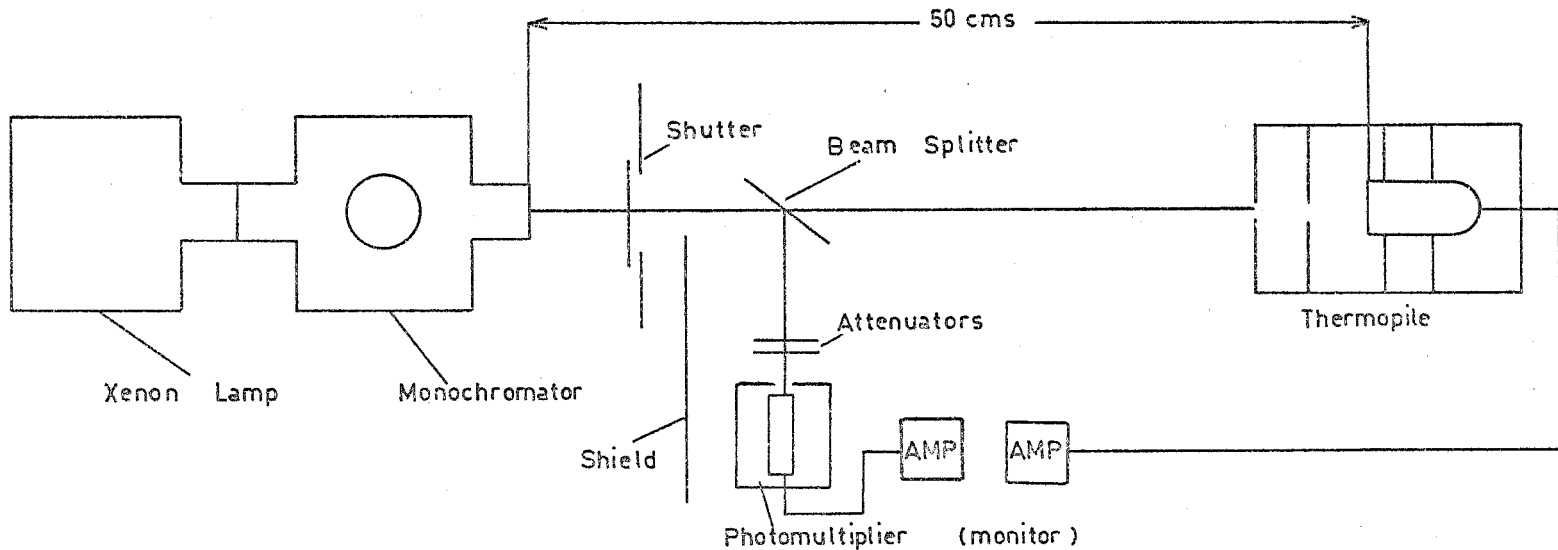 50 cms
Shutter
Beam Splitter
Attenuators
Thermopile
Xenon Lamp
Monochromator
Shield
AMP
AMP
Photomultiplier (monitor)